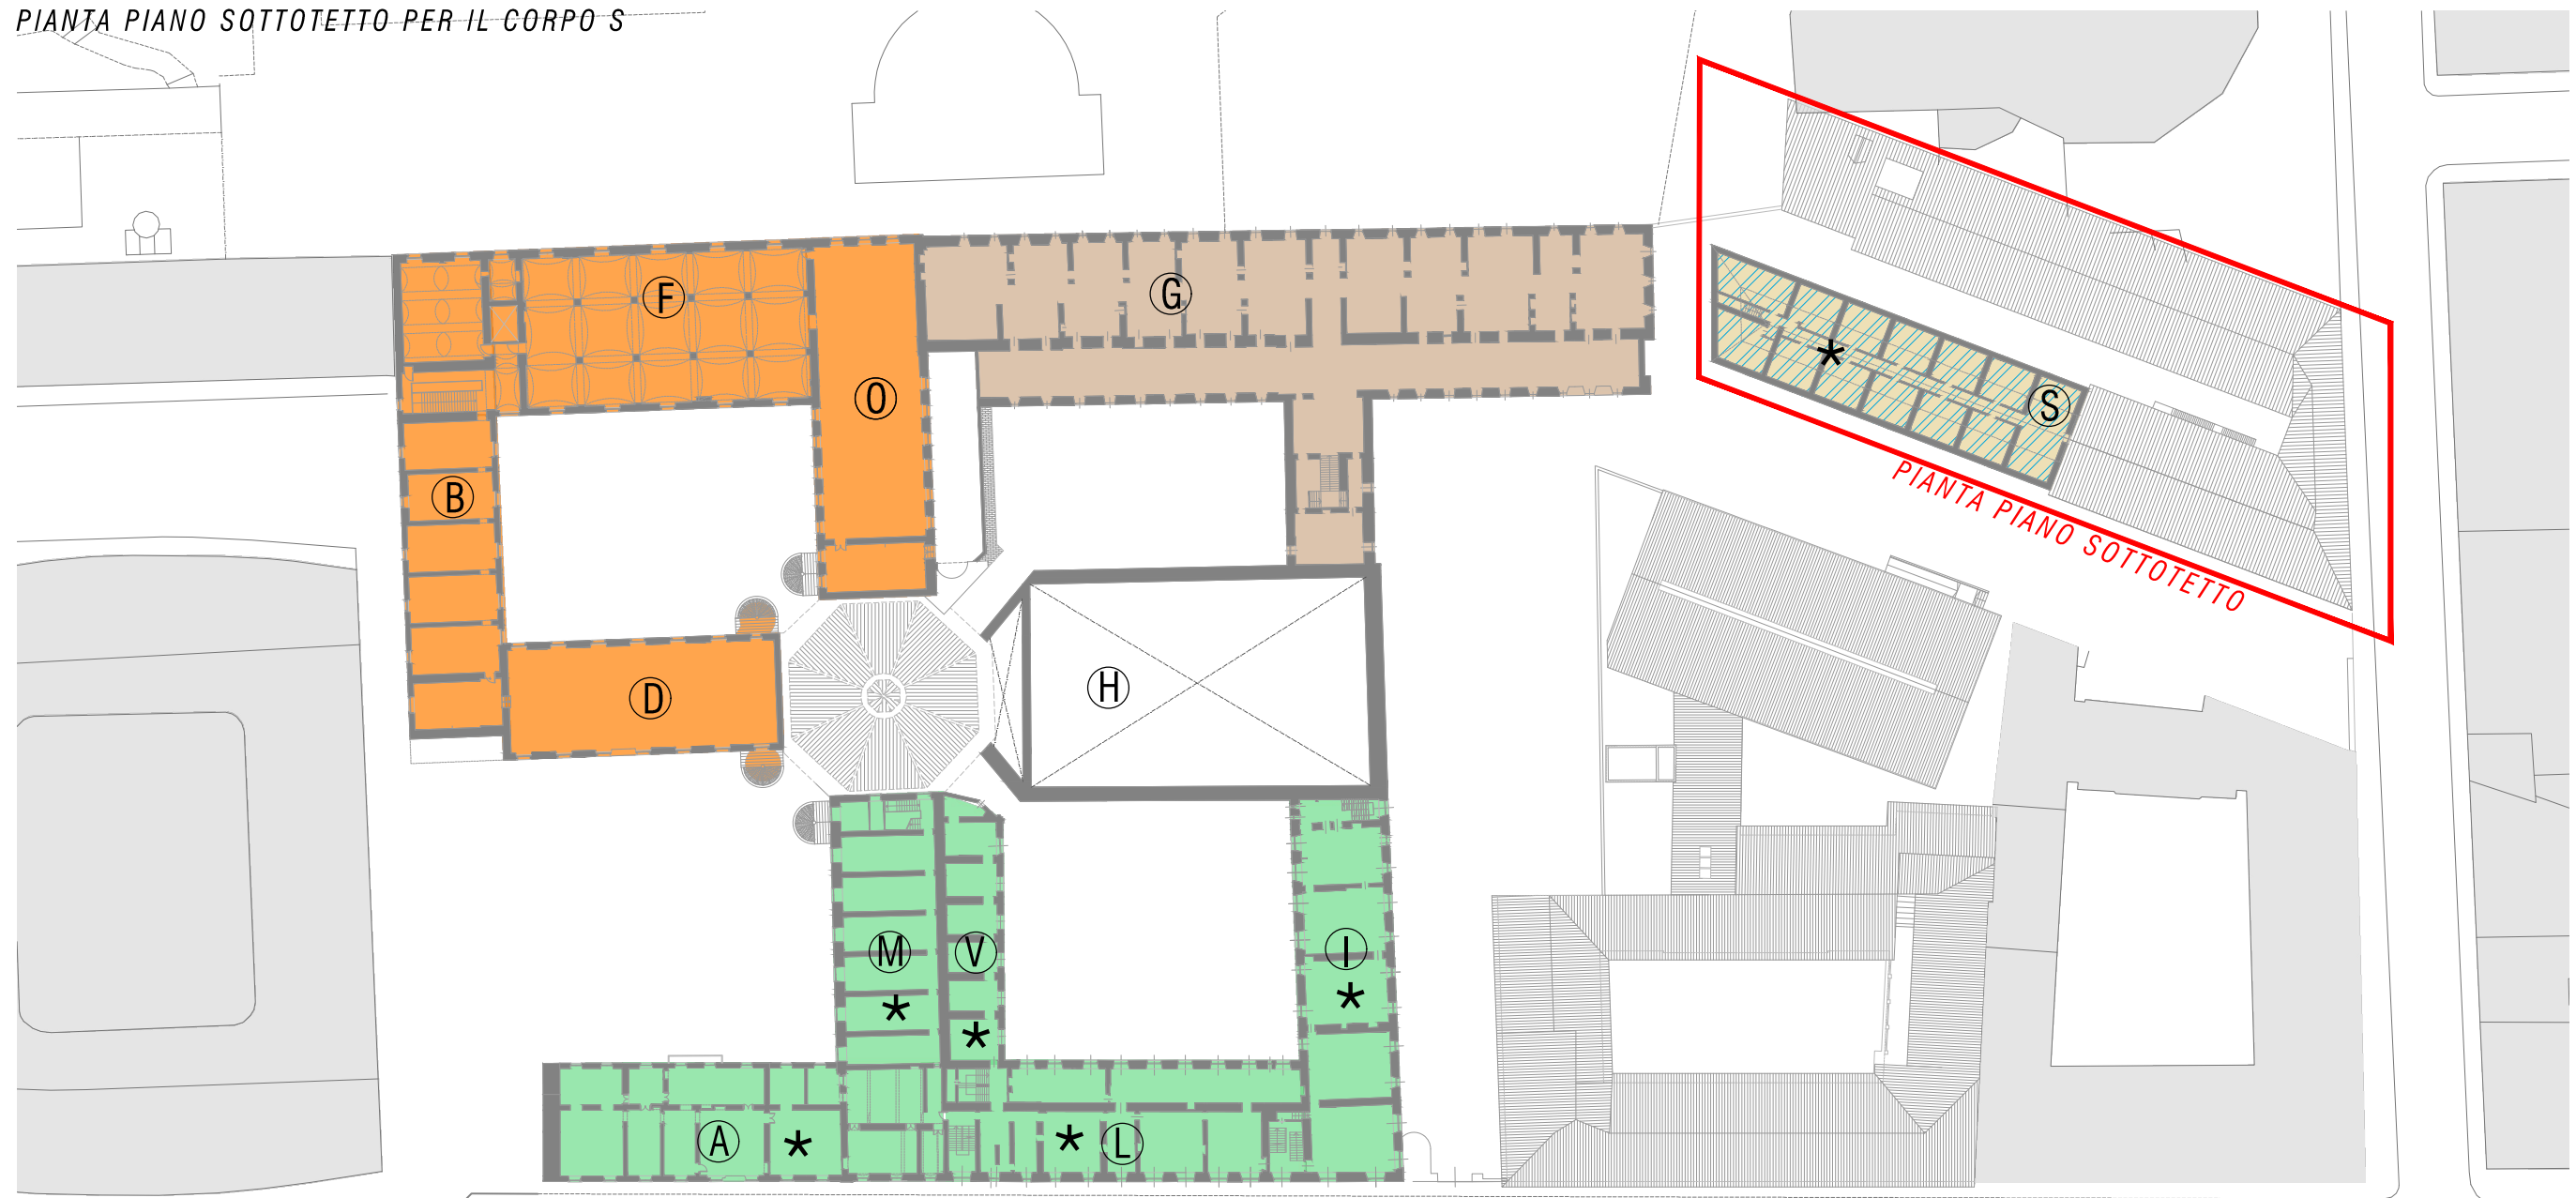 PIANTA PIANO SOTTOTETTO PER IL CORPO S
F
G
O
*
S
B
PIANTA PIANO SOTTOTETTO
D
H
M
V
I
*
*
*
A
*
*
L